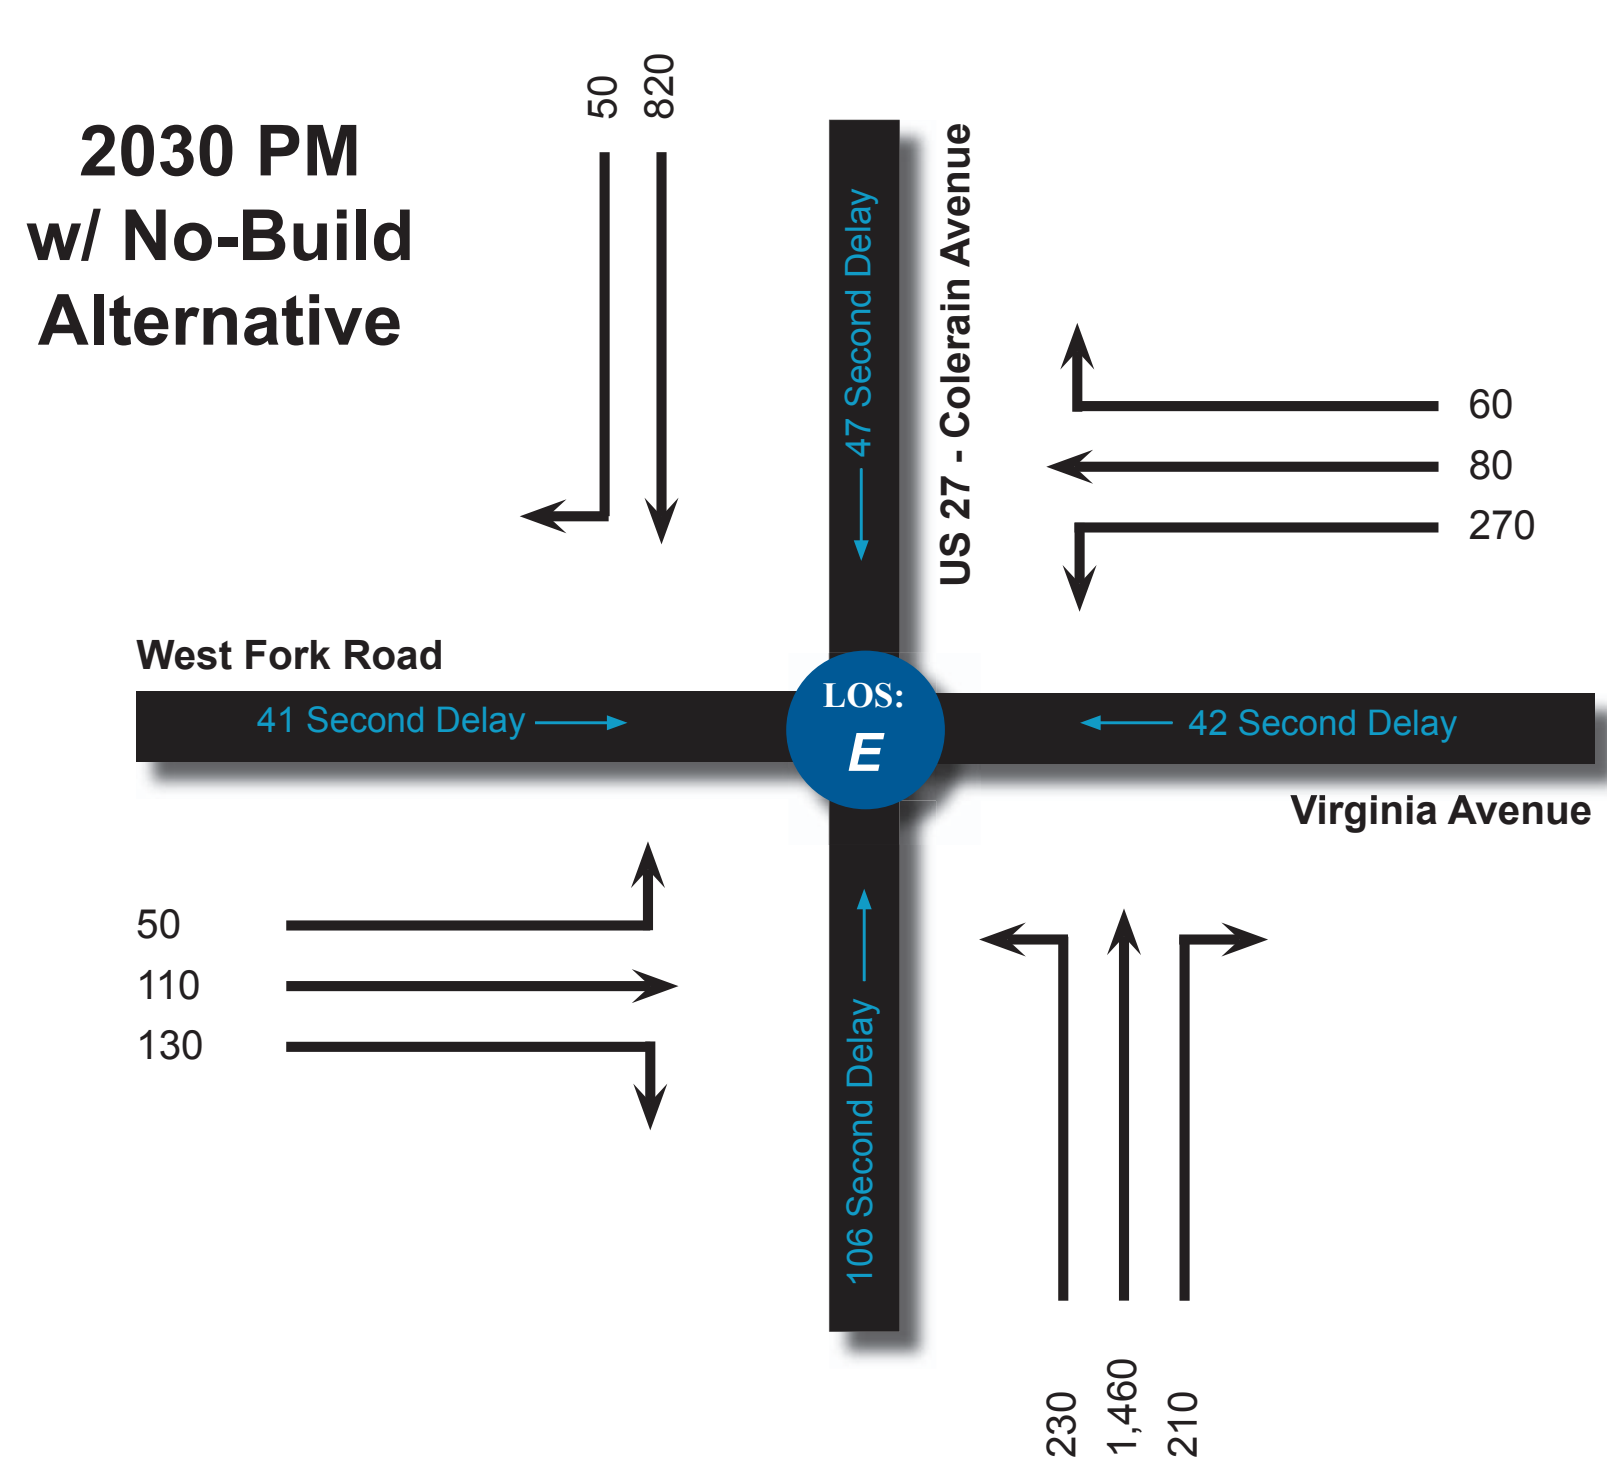 2030 PM
w/ No-Build
Alternative
50
820
47 Second Delay
US 27 - Colerain Avenue
60
80
270
West Fork Road
41 Second Delay
LOS:
E
42 Second Delay
Virginia Avenue
50
110
130
106 Second Delay
230
1,460
210